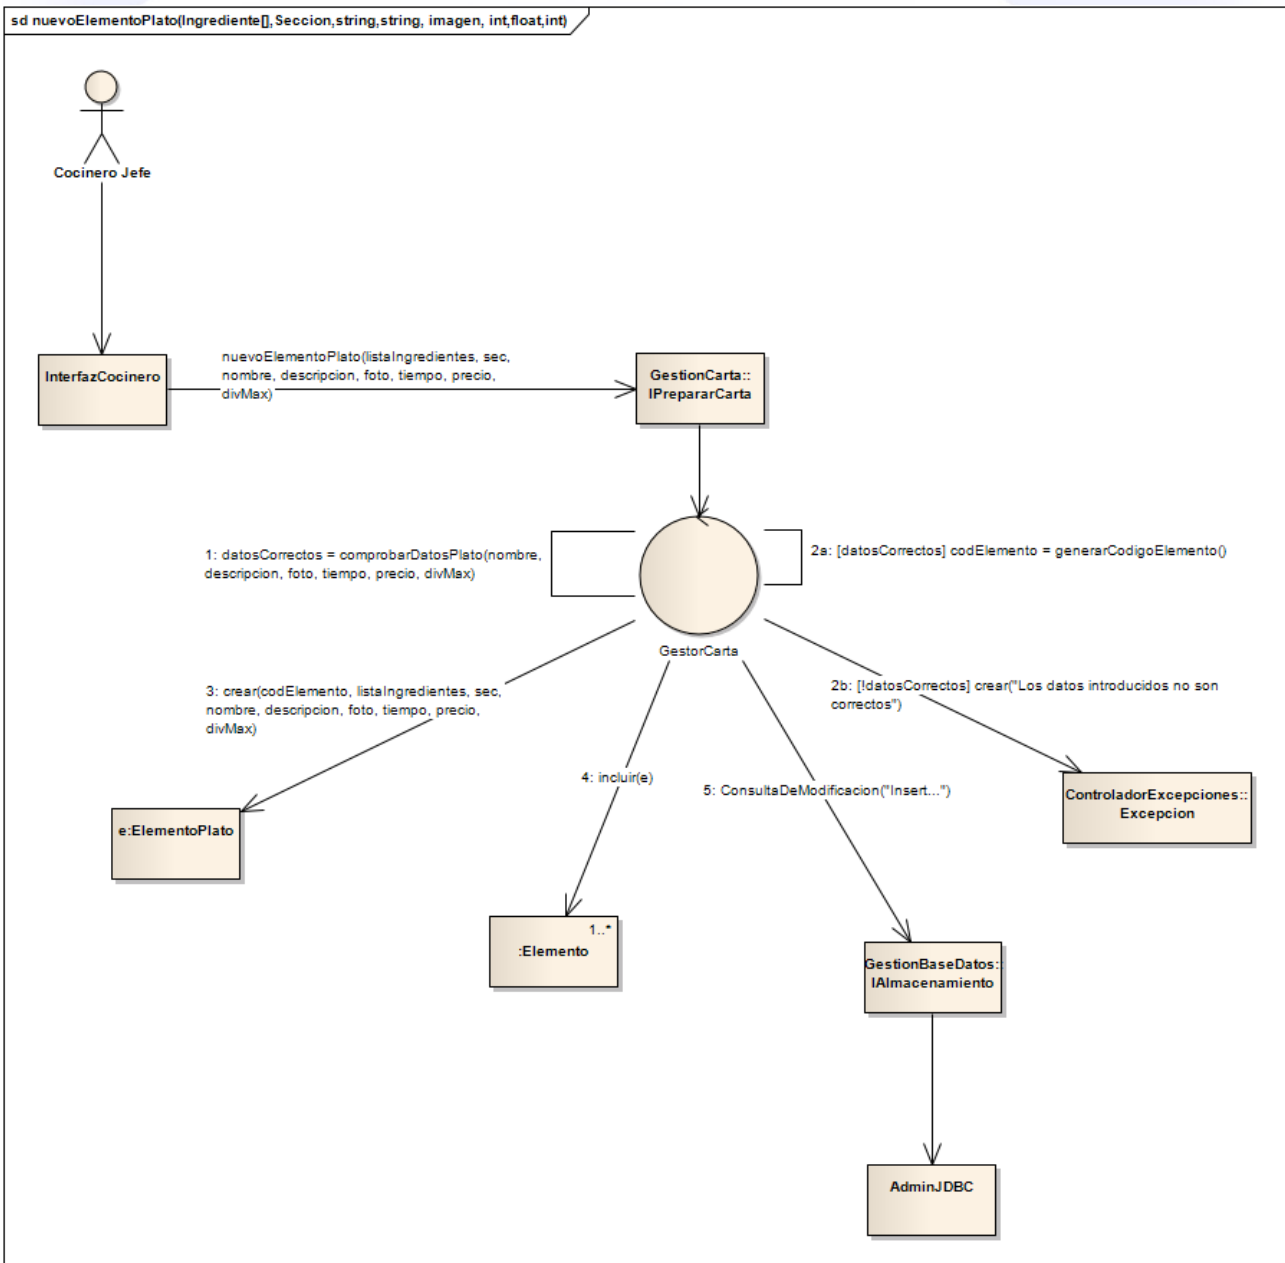 sd nuevoElementoPlato(Ingrediente[],Seccion,string,string, imagen, int,float,int)
Cocinero Jefe
InterfazCocinero
nuevoElementoPlato(listaIngredientes, sec,
nombre, descripcion, foto, tiempo, precio,
divMax)
GestionCarta::
IPrepararCarta
1: datosCorrectos = comprobarDatosPlato(nombre,
descripcion, foto, tiempo, precio, divMax)
2a: [datosCorrectos] codElemento = generarCodigoElemento()
GestorCarta
3: crear(codElemento, listaIngredientes, sec,
nombre, descripcion, foto, tiempo, precio,
divMax)
2b: [!datosCorrectos] crear("Los datos introducidos no son
correctos")
4: incluir(e)
5: ConsultaDeModificacion("Insert...")
ControladorExcepciones::
Excepcion
e:ElementoPlato
1..*
:Elemento
GestionBaseDatos::
IAlmacenamiento
AdminJDBC